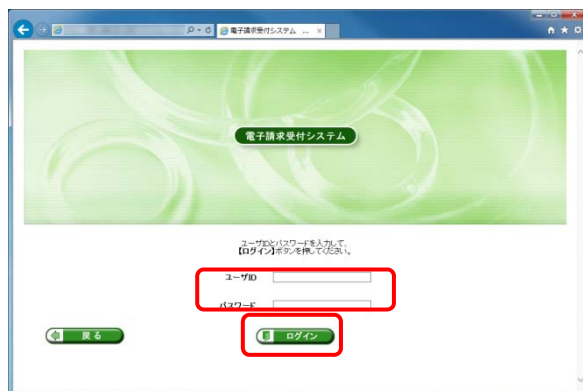 電子請求受付システム ...
電子請求受付システム
ユーザIDとパスワードを入力して、
【ログイン】ボタンを押してください。
ユーザID
パスワード
戻る
ログイン